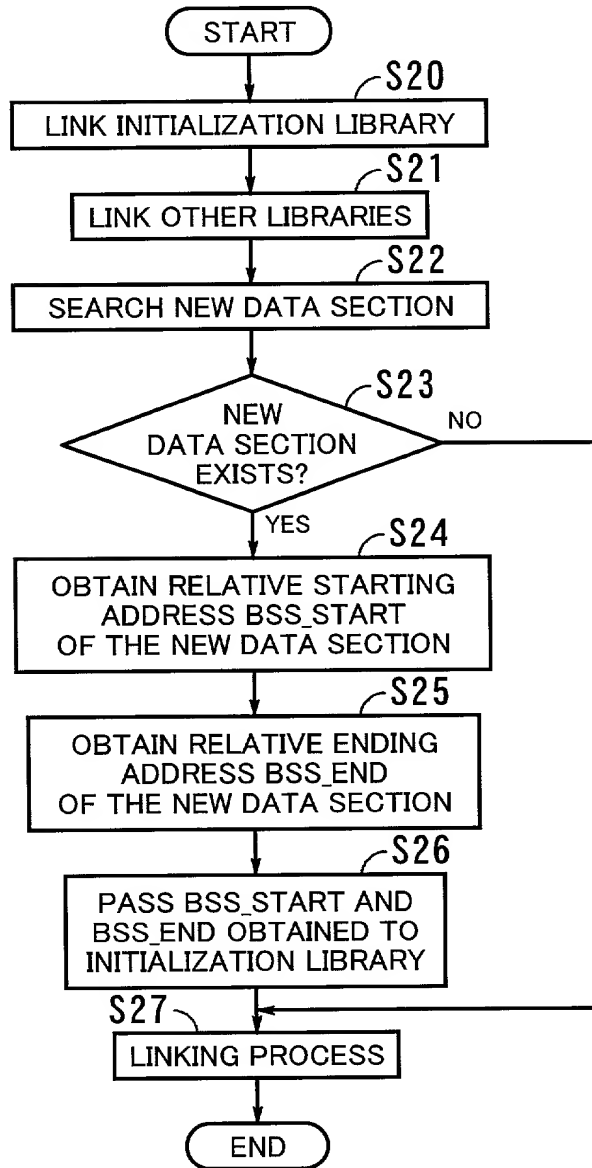 START
S20
LINK INITIALIZATION LIBRARY
S21
LINK OTHER LIBRARIES
S22
SEARCH NEW DATA SECTION
S23
NEW
DATA SECTION
EXISTS?
NO
YES
S24
OBTAIN RELATIVE STARTING
ADDRESS BSS_START
OF THE NEW DATA SECTION
S25
OBTAIN RELATIVE ENDING
ADDRESS BSS_END
OF THE NEW DATA SECTION
S26
PASS BSS_START AND
BSS_END OBTAINED TO
INITIALIZATION LIBRARY
S27
LINKING PROCESS
END